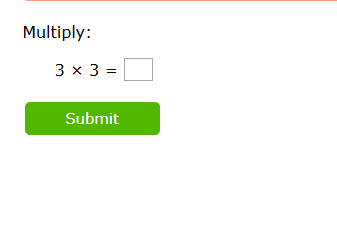 Multiply:
3 × 3 =
Submit